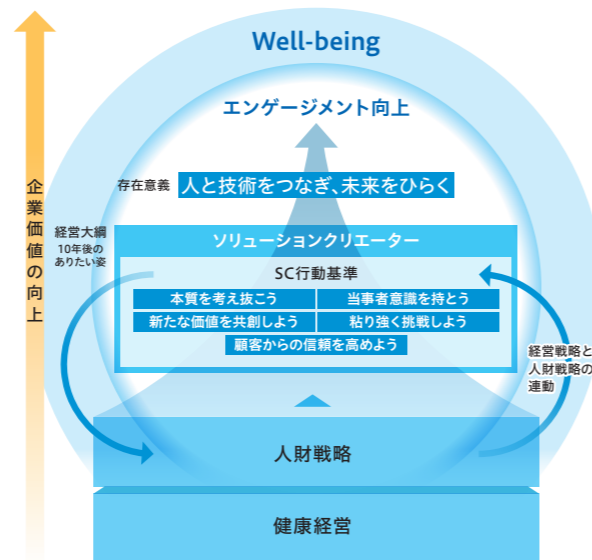 Well-being
エンゲージメント向上
存在意義 人と技術をつなぎ、未来をひらく
企業価値の向上
経営大綱
10年後の
ありたい姿
ソリューションクリエーター
SC行動基準
本質を考え抜こう 当事者意識を持とう
新たな価値を共創しよう 粘り強く挑戦しよう
顧客からの信頼を高めよう
経営戦略と
人財戦略の
連動
人財戦略
健康経営